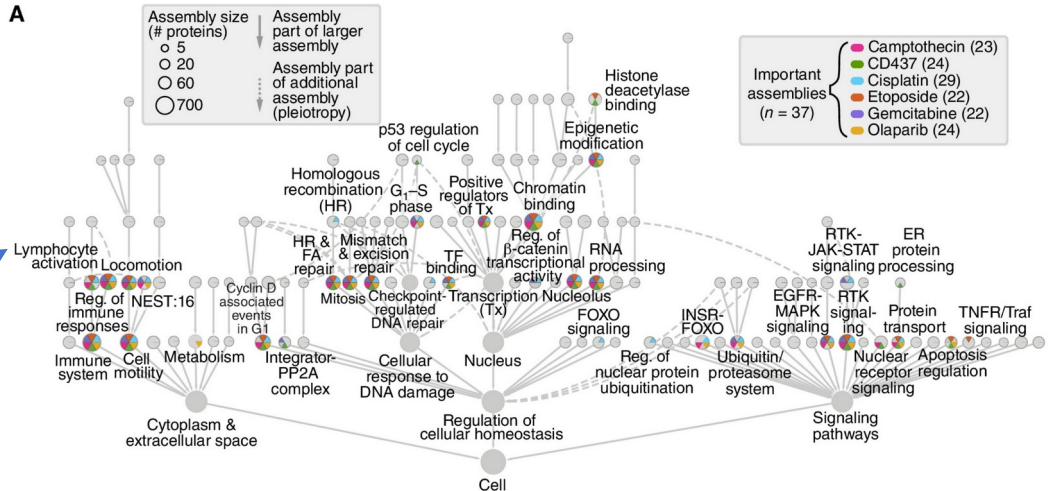 A
Assembly size
(# proteins)
5
20
60
700
Assembly
part of larger
assembly
Assembly part
of additional
assembly
(pleiotropy)
Important
assemblies
(n = 37)
Camptothecin (23)
CD437 (24)
Cisplatin (29)
Etoposide (22)
Gemcitabine (22)
Olaparib (24)
Histone
deacetylase
binding
p53 regulation
of cell cycle
Epigenetic
modification
Homologous
recombination
(HR)
G1–S
phase
Positive
regulators
of Tx
Chromatin
binding
Lymphocyte
activation
Locomotion
HR &
FA
repair
Mismatch
& excision
repair
TF
binding
Reg. of
β-catenin
transcriptional
activity
RNA
processing
RTK-
JAK-STAT
signaling
ER
protein
processing
Reg. of
immune
responses
NEST:16
Cyclin D
associated
events
in G1
Mitosis
Checkpoint-
regulated
DNA repair
Transcription
(Tx)
Nucleolus
FOXO
signaling
INSR-
FOXO
EGFR-
MAPK
signaling
RTK
signal-
ing
Protein
transport
TNFR/Traf
signaling
Immune
system
Cell
motility
Metabolism
Integrator-
PP2A
complex
Cellular
response to
DNA damage
Nucleus
Reg. of
nuclear protein
ubiquitination
Ubiquitin/
proteasome
system
Nuclear
receptor
signaling
Apoptosis
regulation
Cytoplasm &
extracellular space
Regulation of
cellular homeostasis
Signaling
pathways
Cell